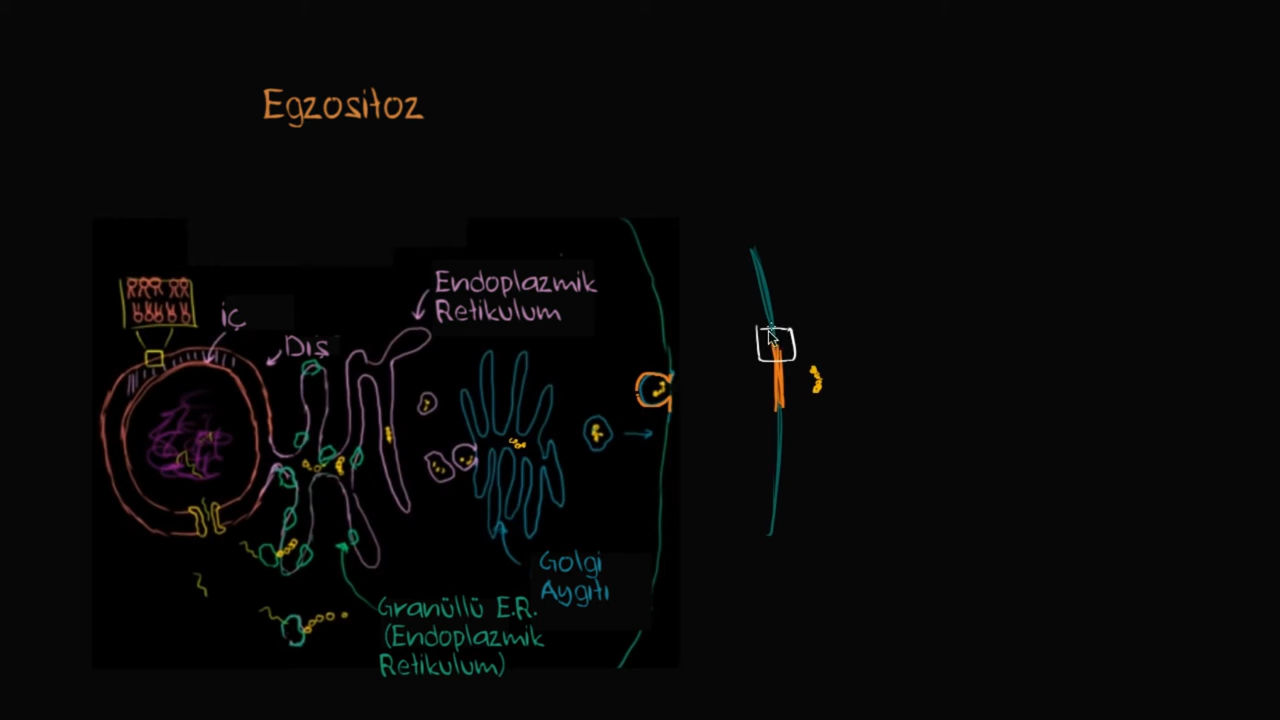 Egzositoz
Endoplazmik
Retikulum
İç
Dış
Golgi
Aygıtı
Granüllü E.R.
(Endoplazmik
Retikulum)